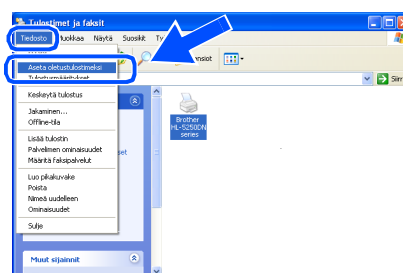 Tulostimet ja faksit
Tiedosto Muokkaa Näytä Suosikit
Aseta oletustulostimeksi
Tulostusmääritykset
Keskeytä tulostus
Jakaminen...
Offline-tila
Lisää tulostin
Palvelimen ominaisuudet
Määritä faksipalvelut
Luo pikakuvake
Poista
Nimeä uudelleen
Ominaisuudet
Sulje
Brother
HL-5250DN
series
Muut sijainnit